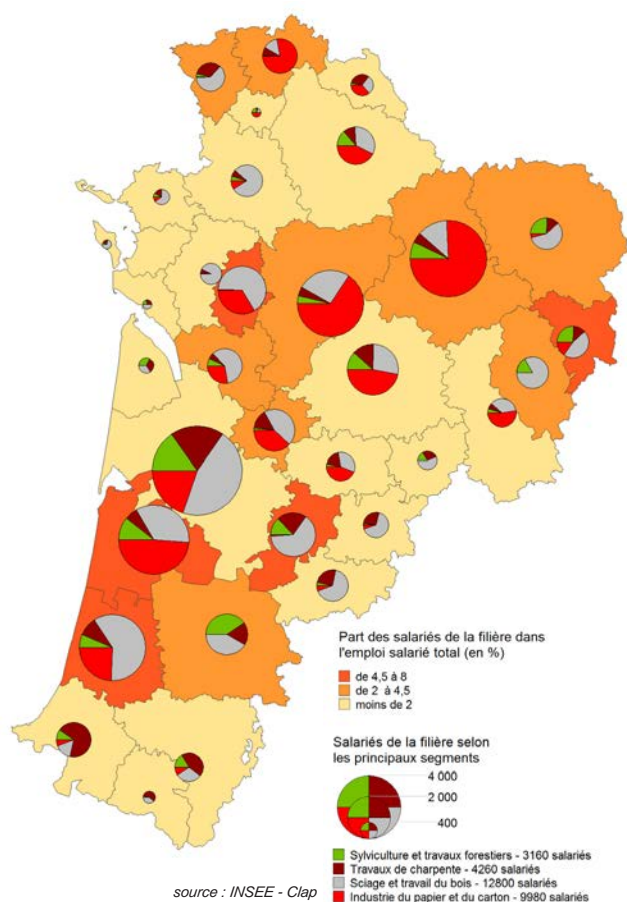 Part des salariés de la filière dans
l'emploi salarié total (en %)
de 4,5 à 8
de 2 à 4,5
moins de 2
Salariés de la filière selon
les principaux segments
4 000
2 000
400
Sylviculture et travaux forestiers - 3160 salariés
Travaux de charpente - 4260 salariés
Sciage et travail du bois - 12800 salariés
Industrie du papier et du carton - 9980 salariés
source : INSEE - Clap